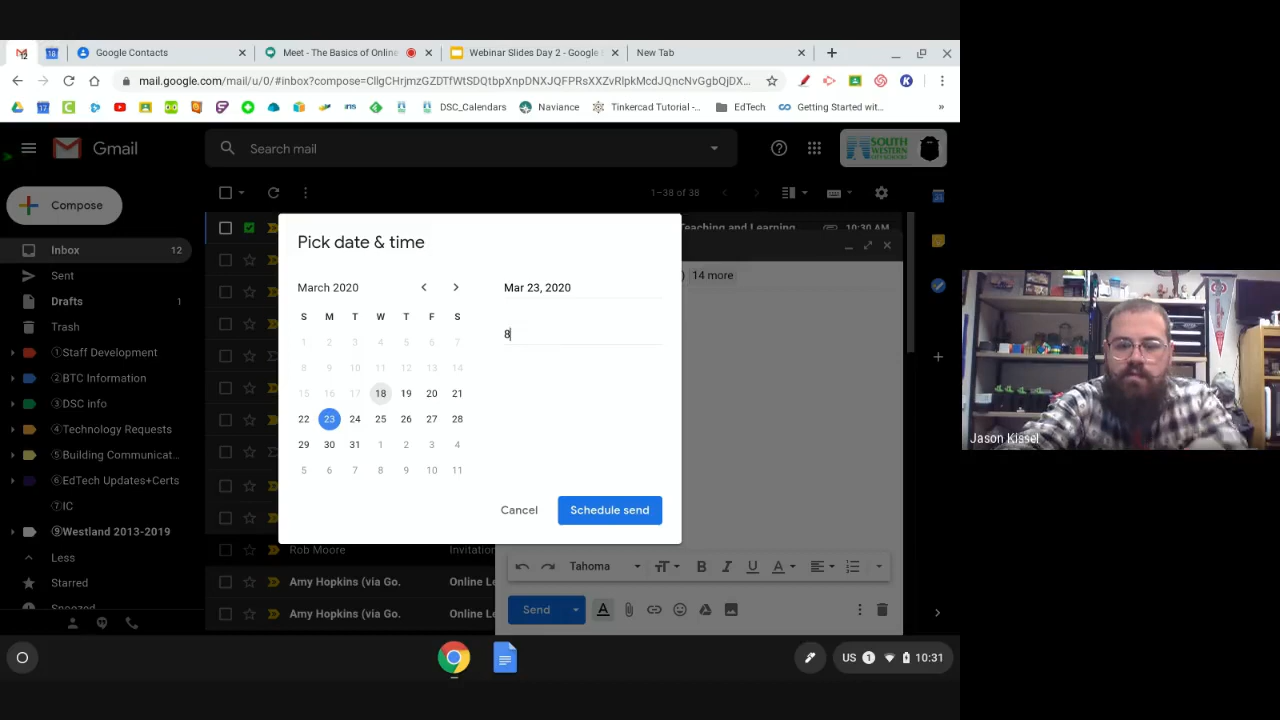 Google Contacts
Meet - The Basics of Online
Webinar Slides Day 2 - Google
New Tab
mail.google.com/mail/u/0/#inbox?compose=CllgCHrjmzGZDTfWtSDQtbpXnpDNXJQFPRsXXZvRlpkMcdJQncNvGgbQjDX...
DSC_Calendars
Naviance
Tinkercad Tutorial -...
EdTech
Getting Started wit...
»
Gmail
Search mail
SOUTH
WESTERN
CITY SCHOOLS
Compose
1–38 of 38
Inbox 12
Teaching and Learning
10:30 AM
Sent
Drafts 1
Trash
①Staff Development
②BTC Information
③DSC info
④Technology Requests
⑤Building Communicat...
⑥EdTech Updates+Certs
⑦IC
⑨Westland 2013-2019
Less
Starred
Snoozed
) 14 more
Pick date & time
March 2020
S M T W T F S
1 2 3 4 5 6 7
8 9 10 11 12 13 14
15 16 17 18 19 20 21
22 23 24 25 26 27 28
29 30 31 1 2 3 4
5 6 7 8 9 10 11
Mar 23, 2020
8
Cancel
Schedule send
Rob Moore Invitation
Amy Hopkins (via Go. Online Le
Amy Hopkins (via Go. Online Le
Tahoma
B I U A
Send
A
US 1 10:31
Jason Kissel